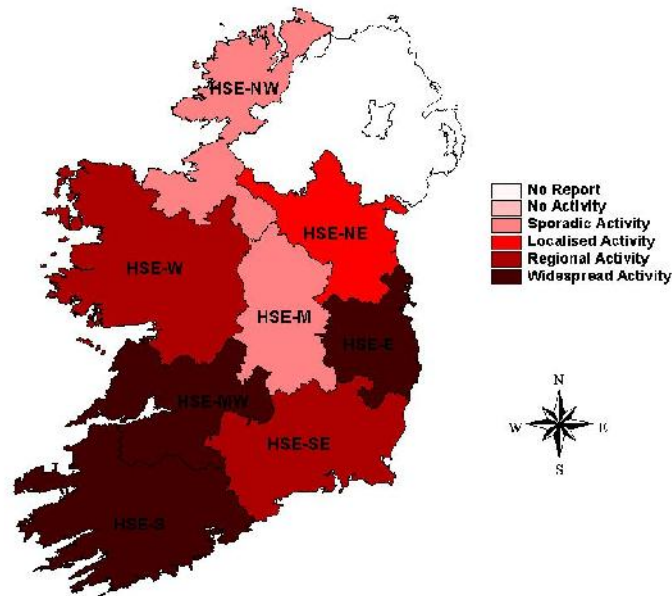 HSE-NW
No Report
No Activity
Sporadic Activity
Localised Activity
Regional Activity
Widespread Activity
HSE-NE
HSE-W
HSE-M
HSE-E
HSE-MW
HSE-SE
HSE-S
N
W E
S